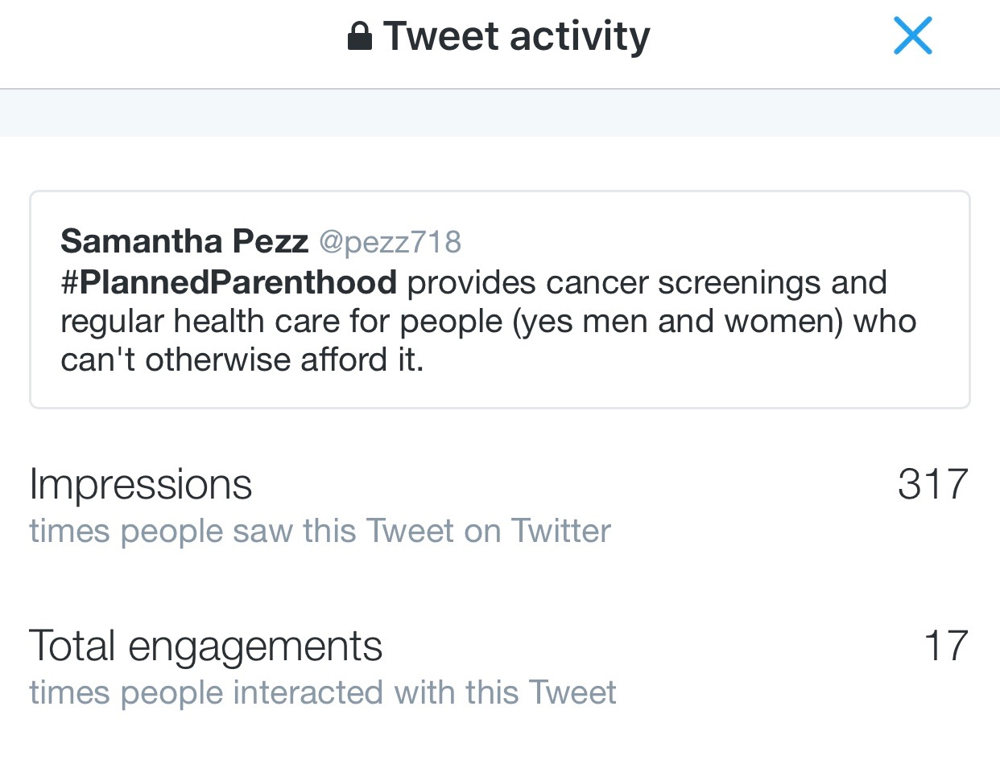 Tweet activity
Samantha Pezz @pezz718
#PlannedParenthood provides cancer screenings and
regular health care for people (yes men and women) who
can't otherwise afford it.
Impressions 317
times people saw this Tweet on Twitter
Total engagements 17
times people interacted with this Tweet